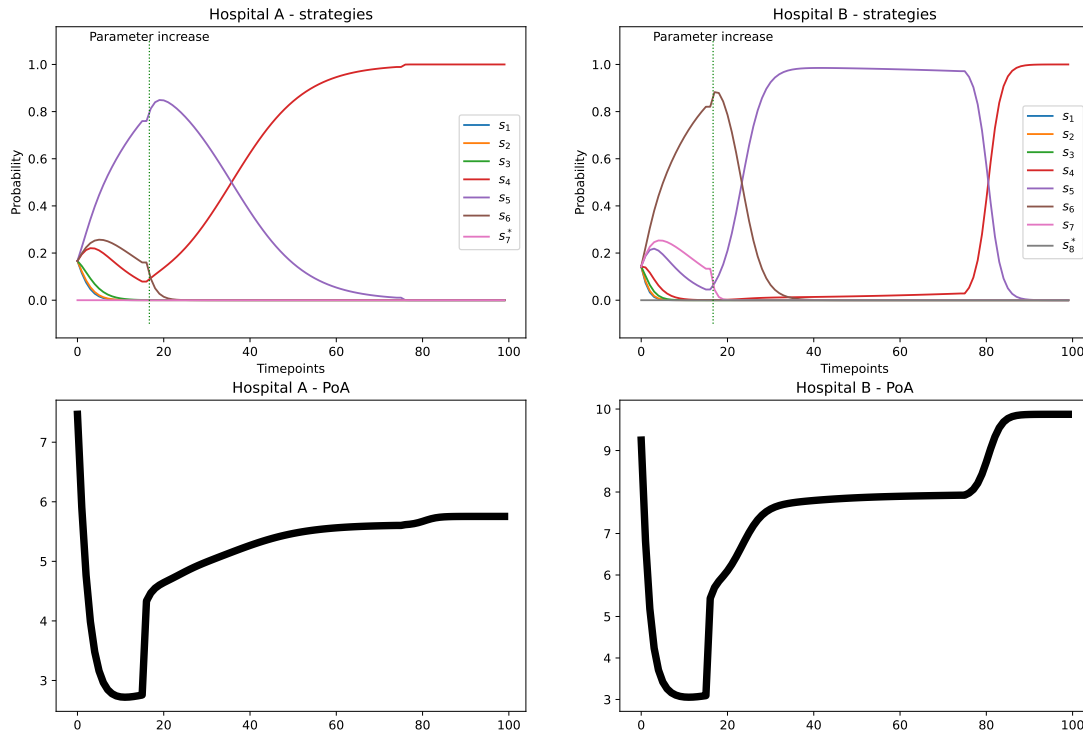 Hospital A - strategies
Parameter increase
Probability
1.0
0.8
0.6
0.4
0.2
0.0
s1
s2
s3
s4
s5
s6
s7*
0 20 40 60 80 100
Timepoints
Hospital B - strategies
Parameter increase
Probability
1.0
0.8
0.6
0.4
0.2
0.0
s1
s2
s3
s4
s5
s6
s7
s8*
0 20 40 60 80 100
Timepoints
Hospital A - PoA
7
6
5
4
3
0 20 40 60 80 100
Hospital B - PoA
10
9
8
7
6
5
4
3
0 20 40 60 80 100